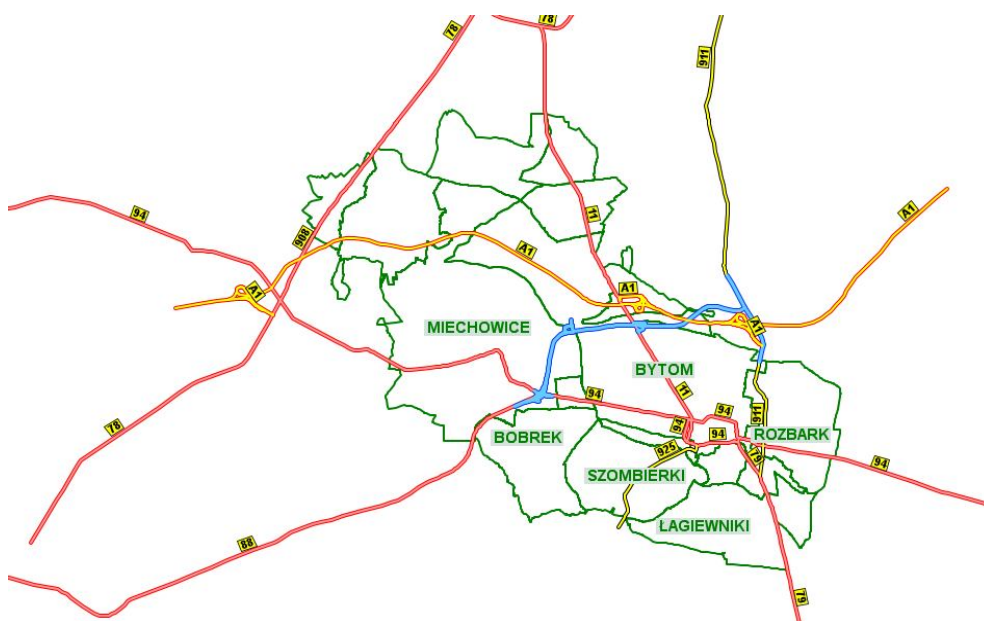 78
78
911
94
11
A1
908
A1
A1
A1
A1
MIECHOWICE
BYTOM
11
94
94
911
78
94
94
ROZBARK
BOBREK
925
79
94
SZOMBIERKI
ŁAGIEWNIKI
88
79